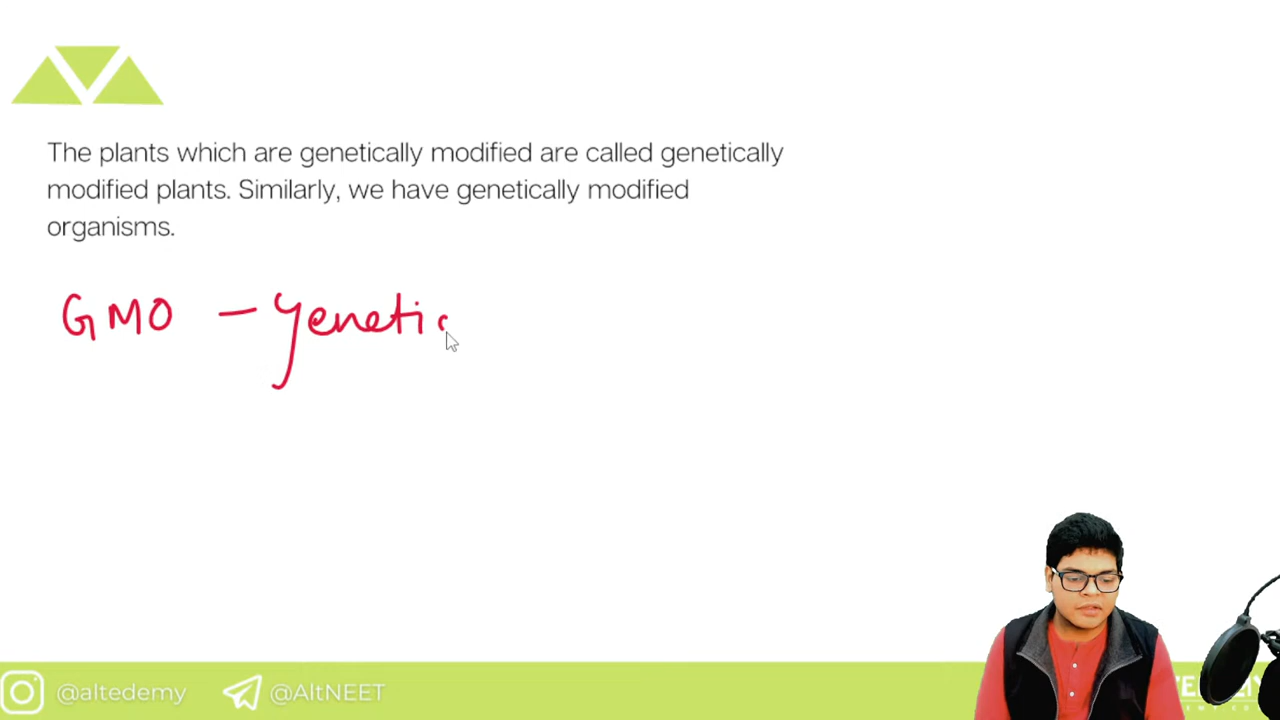 The plants which are genetically modified are called genetically
modified plants. Similarly, we have genetically modified
organisms.
GMO - genetic
@altedemy @AltNEET